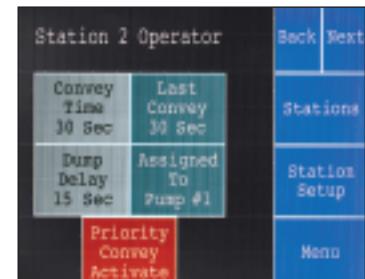 Station 2 Operator
Back
Next
Convey
Time
30 Sec
Last
Convey
30 Sec
Stations
Dump
Delay
15 Sec
Assigned
To
Pump #1
Station
Setup
Priority
Convey
Activate
Menu